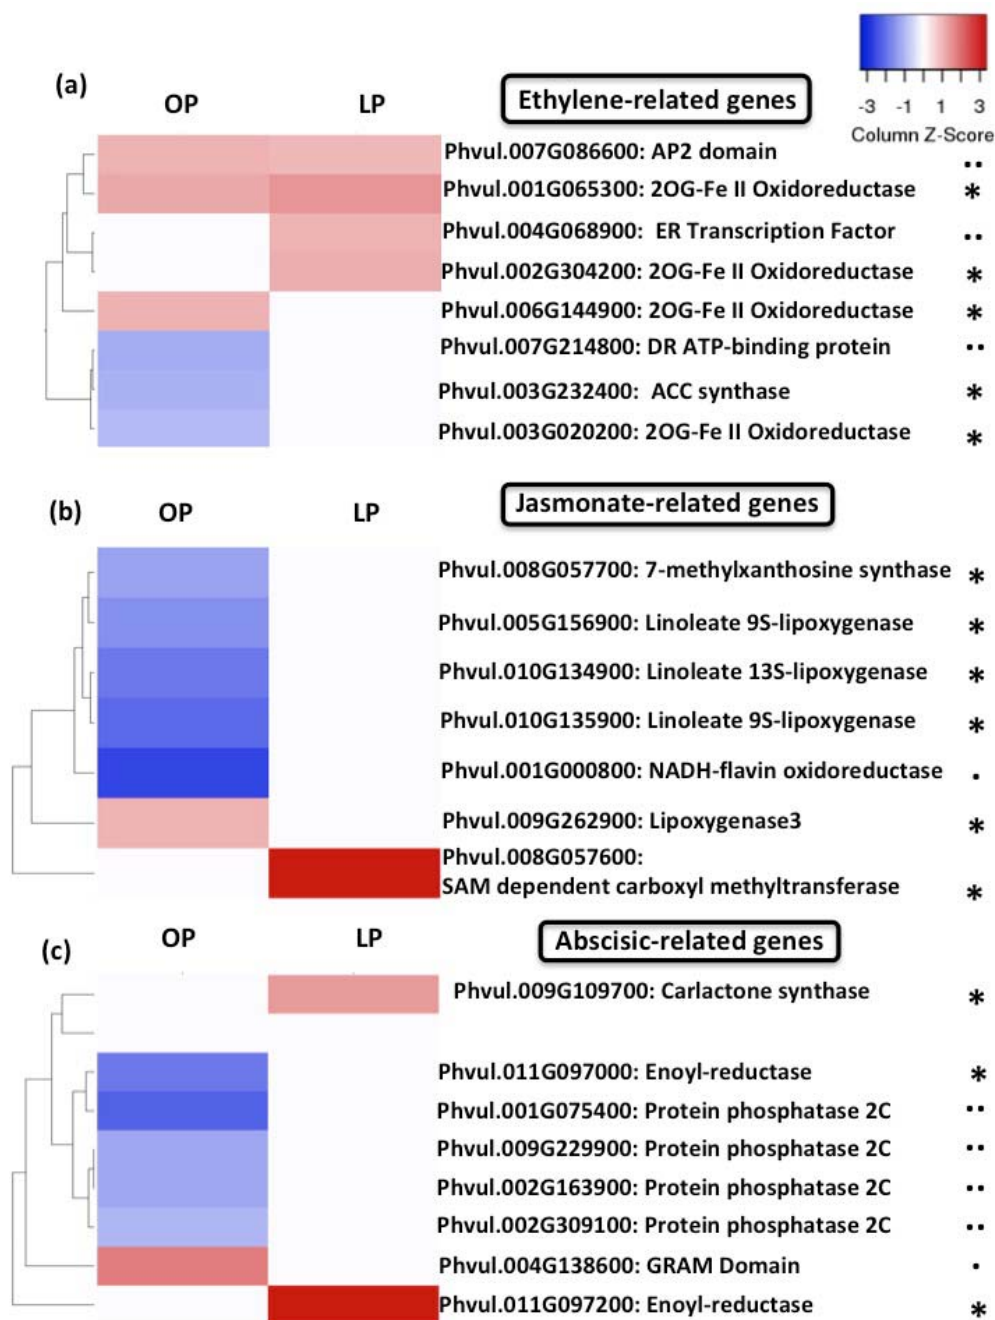 (a)
OP LP
Ethylene-related genes
-3 -1 1 3
Column Z-Score
Phvul.007G086600: AP2 domain ..
Phvul.001G065300: 2OG-Fe II Oxidoreductase *
Phvul.004G068900: ER Transcription Factor ..
Phvul.002G304200: 2OG-Fe II Oxidoreductase *
Phvul.006G144900: 2OG-Fe II Oxidoreductase *
Phvul.007G214800: DR ATP-binding protein ..
Phvul.003G232400: ACC synthase *
Phvul.003G020200: 2OG-Fe II Oxidoreductase *
(b)
OP LP
Jasmonate-related genes
Phvul.008G057700: 7-methylxanthosine synthase *
Phvul.005G156900: Linoleate 9S-lipoxygenase *
Phvul.010G134900: Linoleate 13S-lipoxygenase *
Phvul.010G135900: Linoleate 9S-lipoxygenase *
Phvul.001G000800: NADH-flavin oxidoreductase .
Phvul.009G262900: Lipoxygenase3 *
Phvul.008G057600:
SAM dependent carboxyl methyltransferase *
(c)
OP LP
Abscisic-related genes
Phvul.009G109700: Carlactone synthase *
Phvul.011G097000: Enoyl-reductase *
Phvul.001G075400: Protein phosphatase 2C ..
Phvul.009G229900: Protein phosphatase 2C ..
Phvul.002G163900: Protein phosphatase 2C ..
Phvul.002G309100: Protein phosphatase 2C ..
Phvul.004G138600: GRAM Domain .
Phvul.011G097200: Enoyl-reductase *